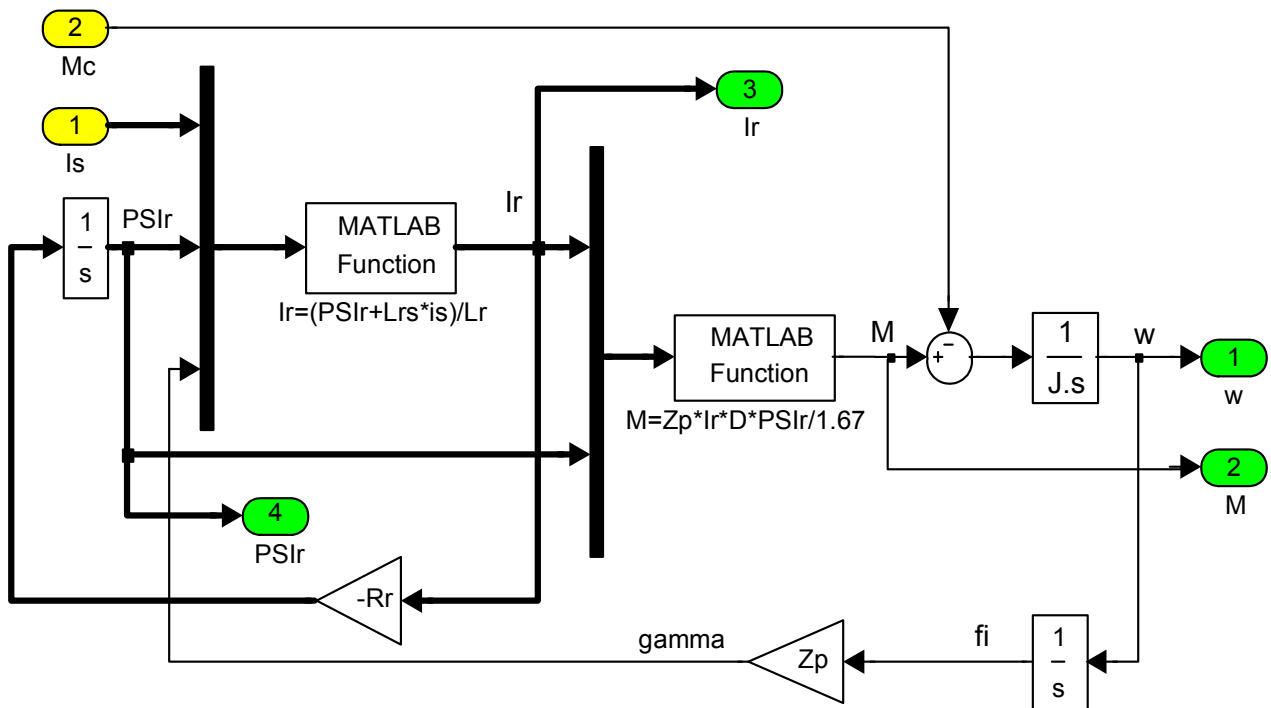 2
Mc
1
Is
3
Ir
1
s
PSIr
MATLAB
Function
Ir=(PSIr+Lrs*is)/Lr
Ir
MATLAB
Function
M=Zp*Ir*D*PSIr/1.67
M
−
+
1
J.s
w
1
w
2
M
4
PSIr
-Rr
gamma
Zp
fi
1
s